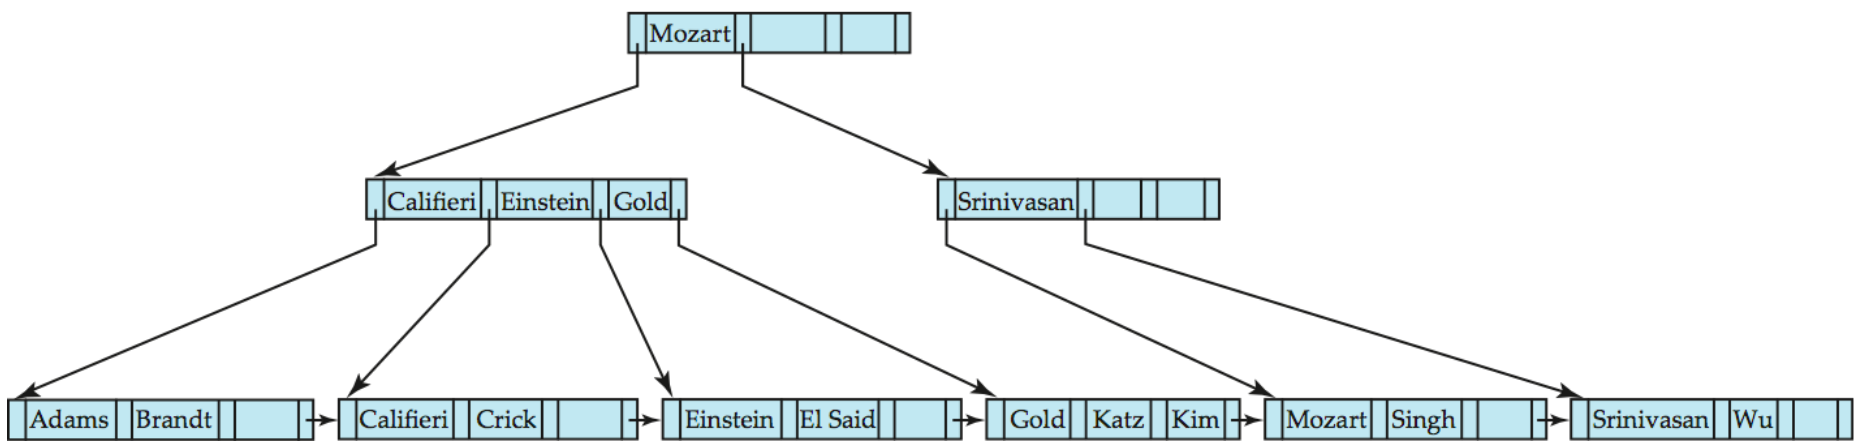 Mozart
Califieri Einstein Gold Srinivasan
Adams Brandt Califieri Crick Einstein El Said Gold Katz Kim Mozart Singh Srinivasan Wu